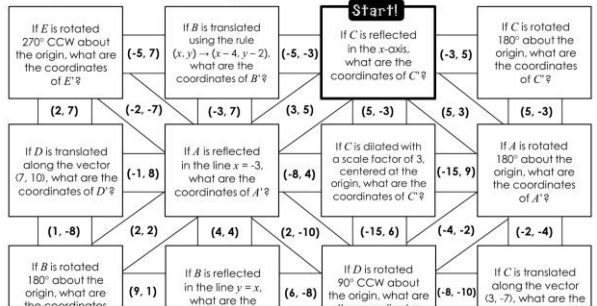 Start!
If E is rotated
270° CCW about
the origin, what are
the coordinates
of E'?
(-5, 7)
If B is translated
using the rule
(x, y) → (x − 4, y − 2),
what are the
coordinates of B'?
(-5, -3)
If C is reflected
in the x-axis,
what are the
coordinates of C'?
(-3, 5)
If C is rotated
180° about the
origin, what are
the coordinates
of C'?
(2, 7)
(-2, -7)
(-3, 7)
(3, 5)
(5, -3)
(5, 3)
(5, -3)
If D is translated
along the vector
⟨7, 10⟩, what are the
coordinates of D'?
(-1, 8)
If A is reflected
in the line x = -3,
what are the
coordinates of A'?
(-8, 4)
If C is dilated with
a scale factor of 3,
centered at the
origin, what are the
coordinates of C'?
(-15, 9)
If A is rotated
180° about the
origin, what are
the coordinates
of A'?
(1, -8)
(2, 2)
(4, 4)
(2, -10)
(-15, 6)
(-4, -2)
(-2, -4)
If B is rotated
180° about the
origin, what are
the coordinates
(9, 1)
If B is reflected
in the line y = x,
what are the
(6, -8)
If D is rotated
90° CCW about
the origin, what are
(-8, -10)
If C is translated
along the vector
⟨3, -7⟩, what are the